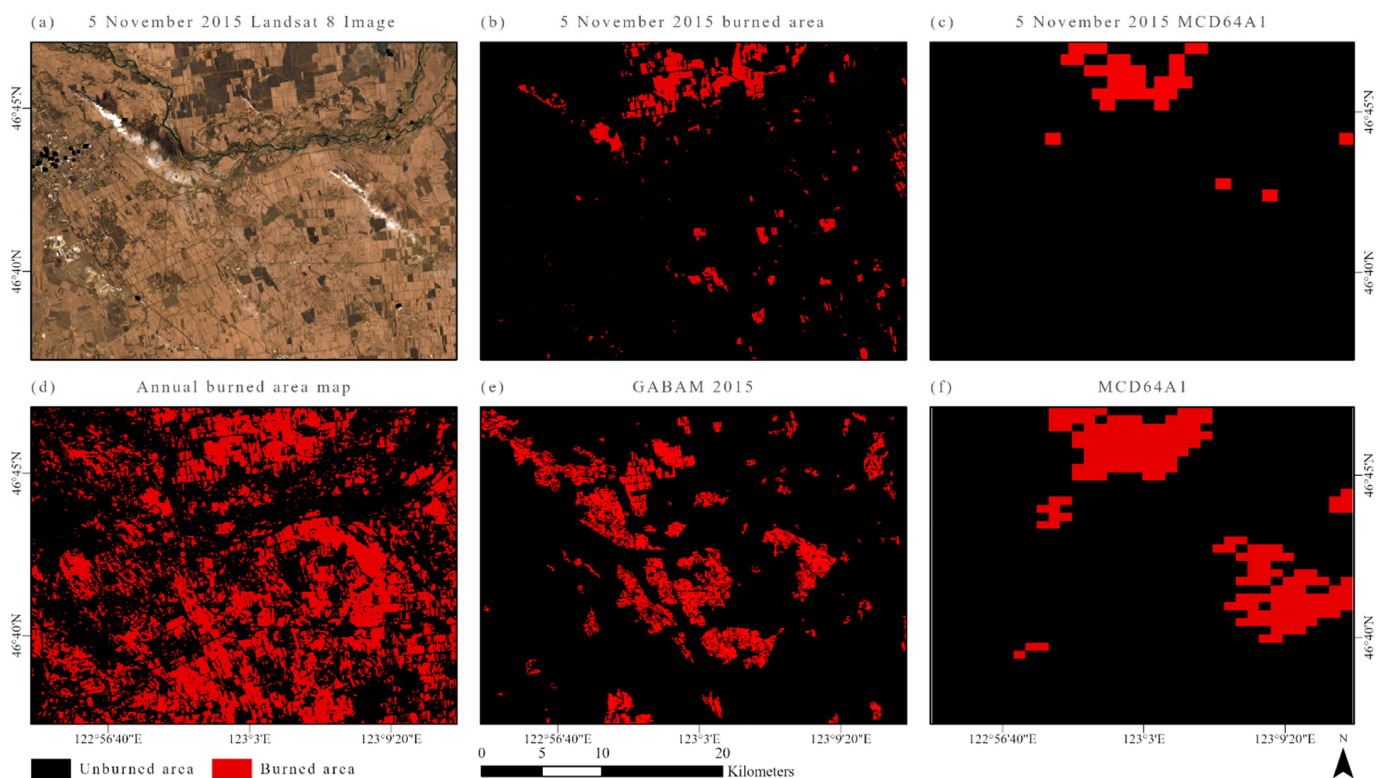 (a) 5 November 2015 Landsat 8 Image
(b) 5 November 2015 burned area
(c) 5 November 2015 MCD64A1
46°45'N
46°40'N
46°45'N
46°40'N
(d) Annual burned area map
(e) GABAM 2015
(f) MCD64A1
46°45'N
46°40'N
46°45'N
46°40'N
122°56'40"E 123°3'E 123°9'20"E
122°56'40"E 123°3'E 123°9'20"E
122°56'40"E 123°3'E 123°9'20"E
N
Unburned area Burned area
0 5 10 20
Kilometers